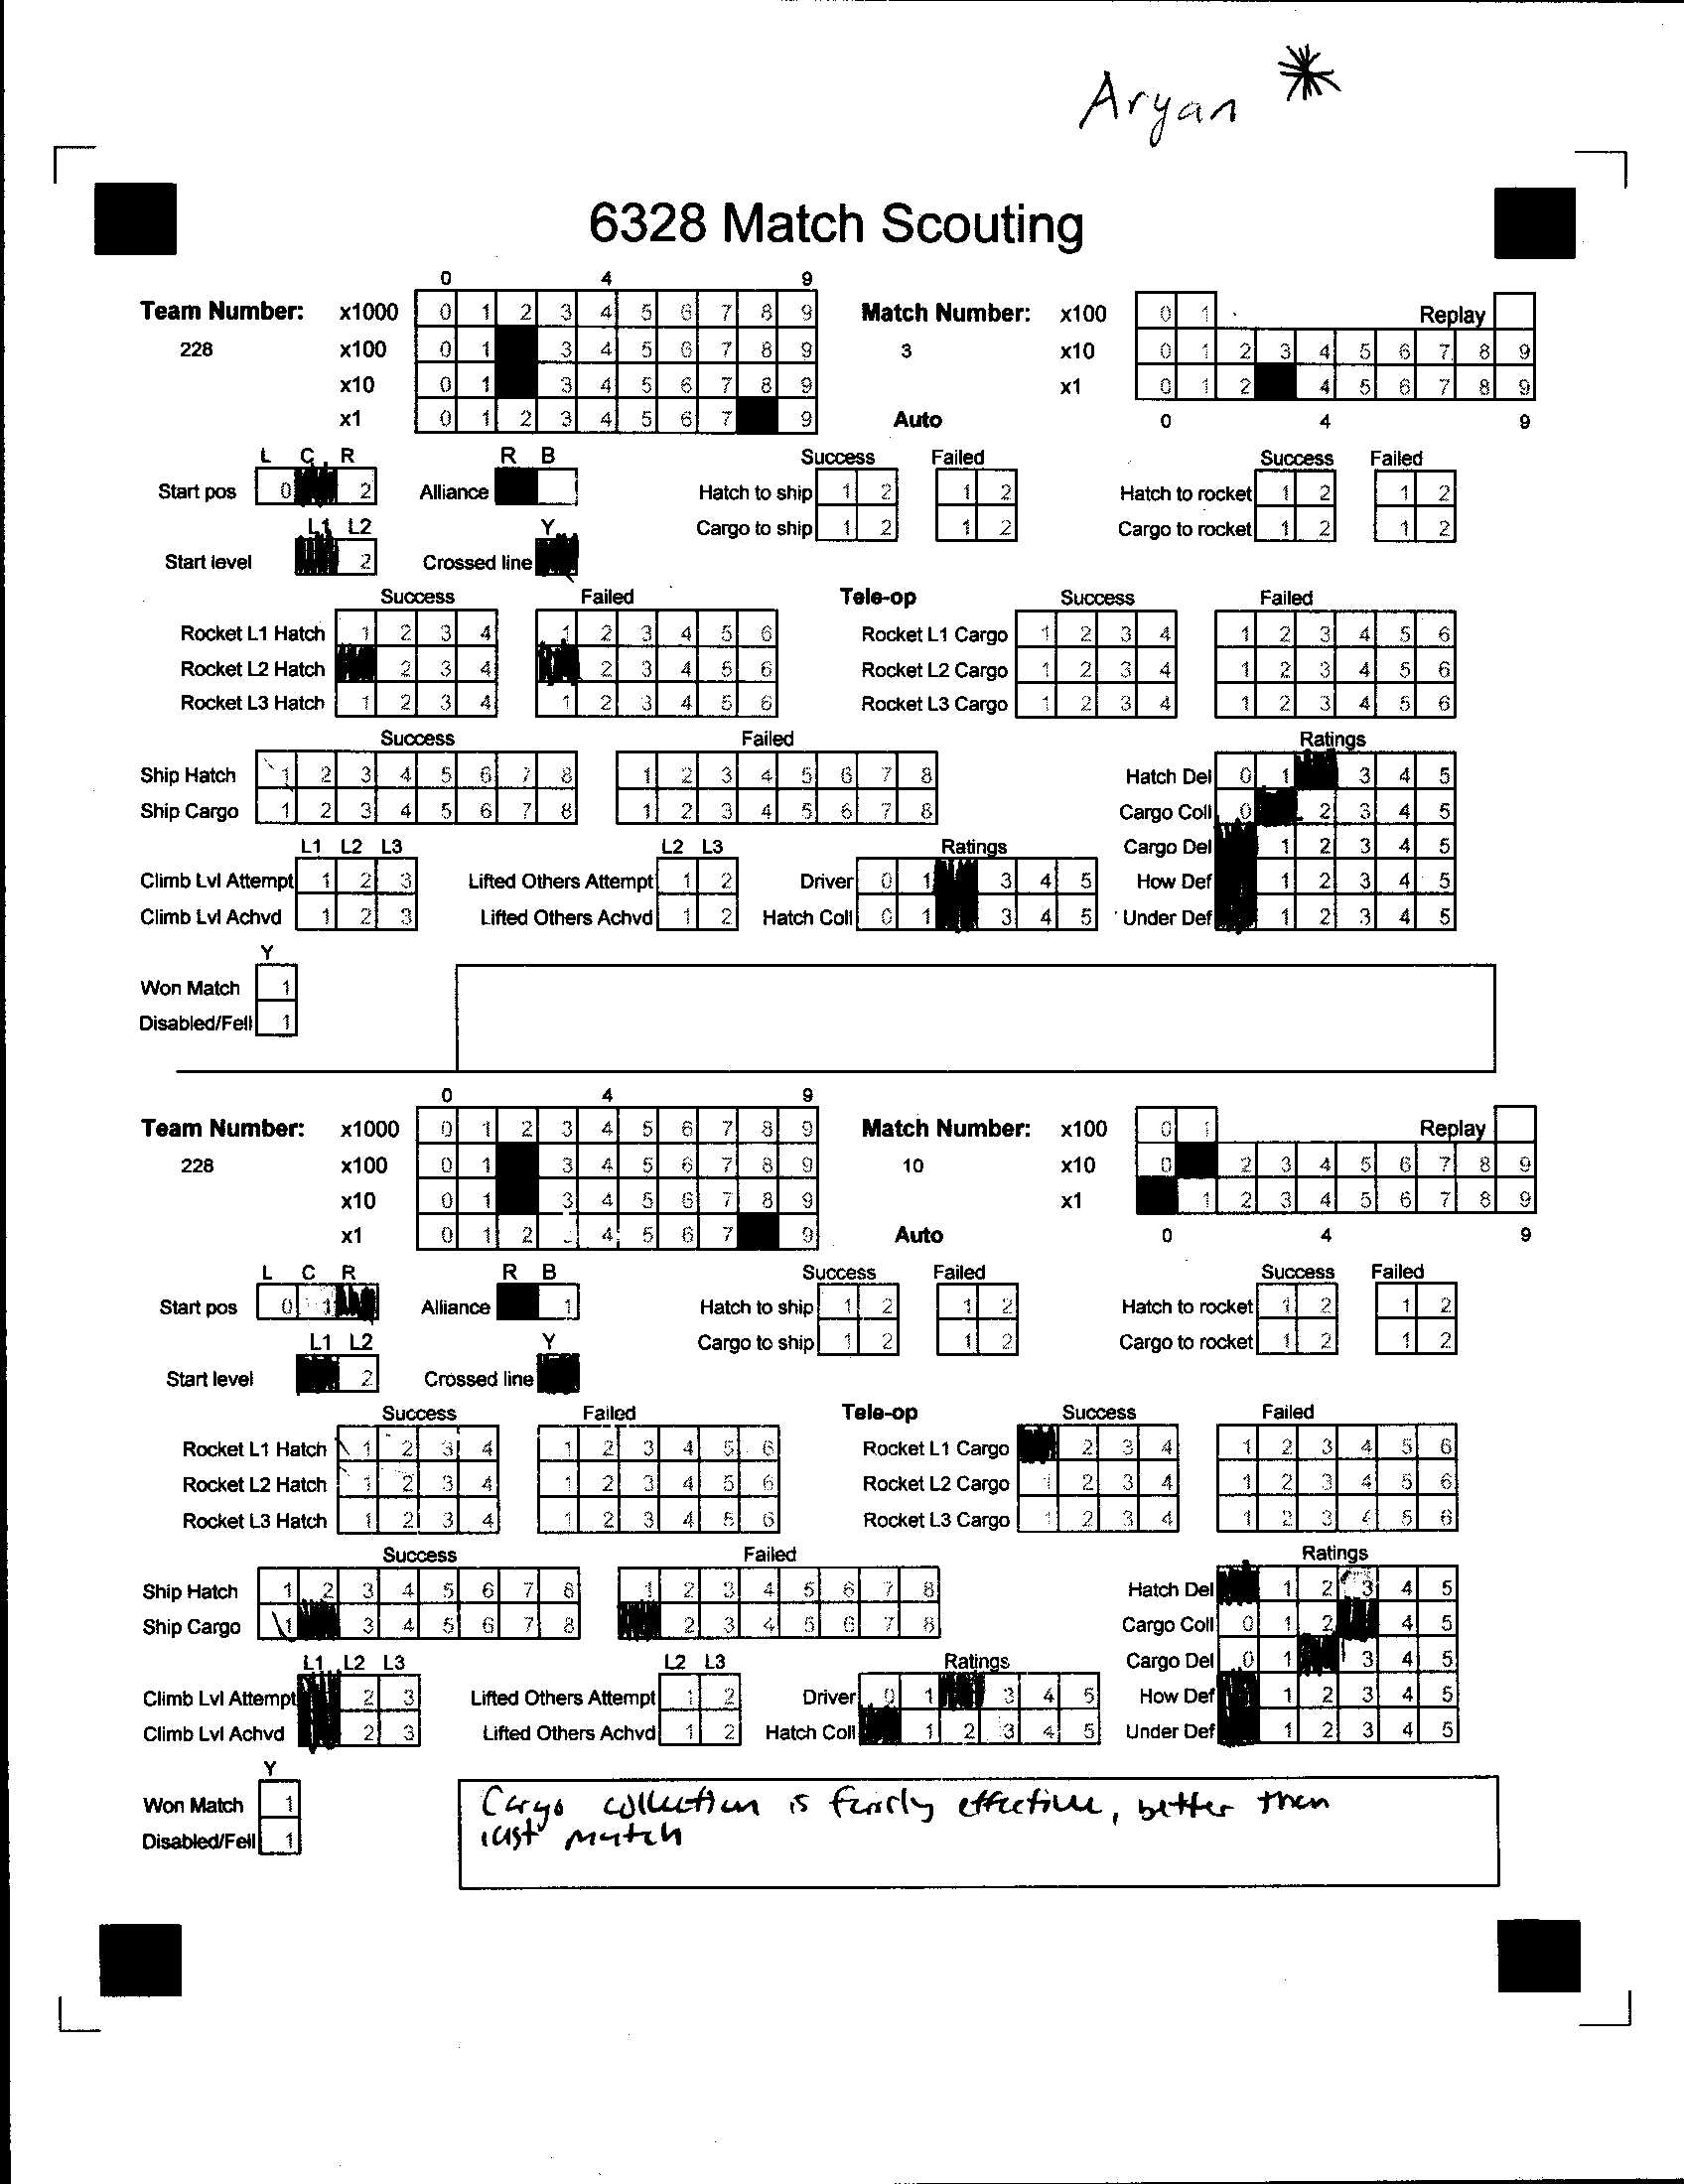 Aryan *
6328 Match Scouting
0 4 9
Team Number: x1000 0 1 2 3 4 5 6 7 8 9 Match Number: x100 0 1 Replay
228 x100 0 1 3 4 5 6 7 8 9 3 x10 0 1 2 3 4 5 6 7 8 9
x10 0 1 3 4 5 6 7 8 9 x1 0 1 2 4 5 6 7 8 9
x1 0 1 2 3 4 5 6 7 9 Auto 0 4 9
L C R R B Success Failed Success Failed
Start pos 0 2 Alliance Hatch to ship 1 2 1 2 Hatch to rocket 1 2 1 2
L1 L2 Y Cargo to ship 1 2 1 2 Cargo to rocket 1 2 1 2
Start level 2 Crossed line
Success Failed Tele-op Success Failed
Rocket L1 Hatch 1 2 3 4 1 2 3 4 5 6 Rocket L1 Cargo 1 2 3 4 1 2 3 4 5 6
Rocket L2 Hatch 2 3 4 2 3 4 5 6 Rocket L2 Cargo 1 2 3 4 1 2 3 4 5 6
Rocket L3 Hatch 1 2 3 4 1 2 3 4 5 6 Rocket L3 Cargo 1 2 3 4 1 2 3 4 5 6
Success Failed Ratings
Ship Hatch 1 2 3 4 5 6 7 8 1 2 3 4 5 6 7 8 Hatch Del 0 1 3 4 5
Ship Cargo 1 2 3 4 5 6 7 8 1 2 3 4 5 6 7 8 Cargo Coll 0 2 3 4 5
L1 L2 L3 L2 L3 Ratings Cargo Del 1 2 3 4 5
Climb Lvl Attempt 1 2 3 Lifted Others Attempt 1 2 Driver 0 1 3 4 5 How Def 1 2 3 4 5
Climb Lvl Achvd 1 2 3 Lifted Others Achvd 1 2 Hatch Coll 0 1 3 4 5 Under Def 1 2 3 4 5
Y
Won Match 1
Disabled/Fell 1
0 4 9
Team Number: x1000 0 1 2 3 4 5 6 7 8 9 Match Number: x100 0 1 Replay
228 x100 0 1 3 4 5 6 7 8 9 10 x10 0 2 3 4 5 6 7 8 9
x10 0 1 3 4 5 6 7 8 9 x1 1 2 3 4 5 6 7 8 9
x1 0 1 2 4 5 6 7 9 Auto 0 4 9
L C R R B Success Failed Success Failed
Start pos 0 1 Alliance 1 Hatch to ship 1 2 1 2 Hatch to rocket 1 2 1 2
L1 L2 Y Cargo to ship 1 2 1 2 Cargo to rocket 1 2 1 2
Start level 2 Crossed line
Success Failed Tele-op Success Failed
Rocket L1 Hatch 1 2 3 4 1 2 3 4 5 6 Rocket L1 Cargo 2 3 4 1 2 3 4 5 6
Rocket L2 Hatch 1 2 3 4 1 2 3 4 5 6 Rocket L2 Cargo 1 2 3 4 1 2 3 4 5 6
Rocket L3 Hatch 1 2 3 4 1 2 3 4 5 6 Rocket L3 Cargo 1 2 3 4 1 2 3 4 5 6
Success Failed Ratings
Ship Hatch 1 2 3 4 5 6 7 8 1 2 3 4 5 6 7 8 Hatch Del 1 2 3 4 5
Ship Cargo 1 3 4 5 6 7 8 2 3 4 5 6 7 8 Cargo Coll 0 1 2 4 5
L1 L2 L3 L2 L3 Ratings Cargo Del 0 1 3 4 5
Climb Lvl Attempt 2 3 Lifted Others Attempt 1 2 Driver 0 1 3 4 5 How Def 1 2 3 4 5
Climb Lvl Achvd 2 3 Lifted Others Achvd 1 2 Hatch Coll 1 2 3 4 5 Under Def 1 2 3 4 5
Y
Won Match 1
Disabled/Fell 1
Cargo collection is fairly effective, better then
last match